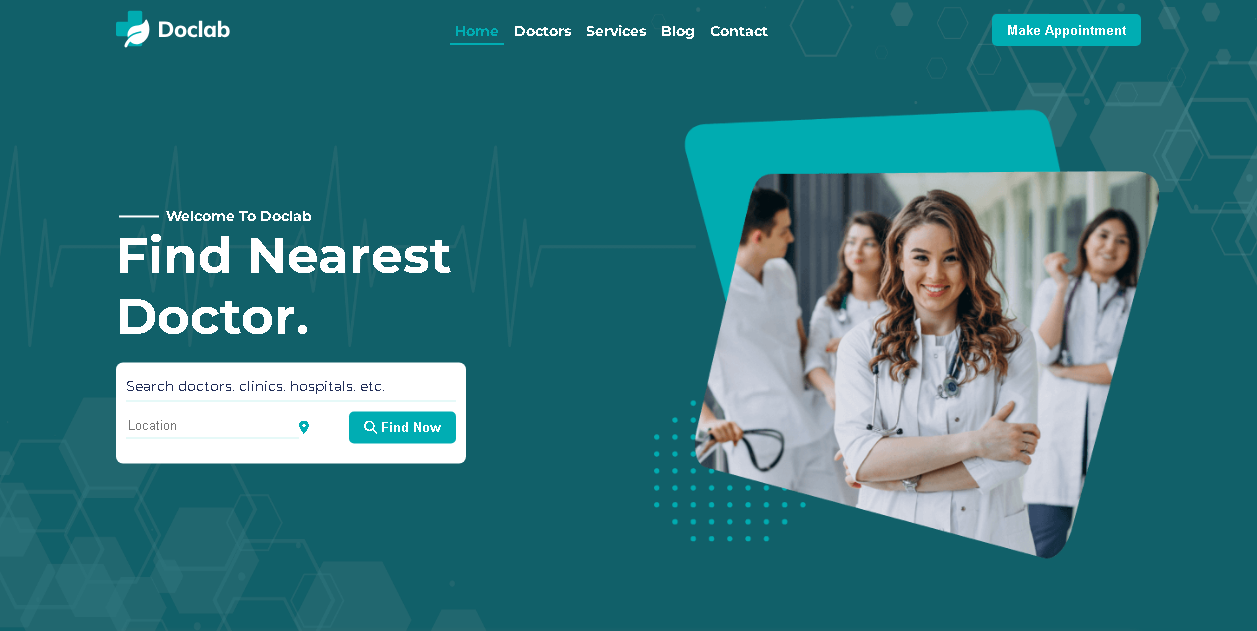 Doclab
Home Doctors Services Blog Contact
Make Appointment
Welcome To Doclab
Find Nearest
Doctor.
Search doctors. clinics. hospitals. etc.
Location
Find Now